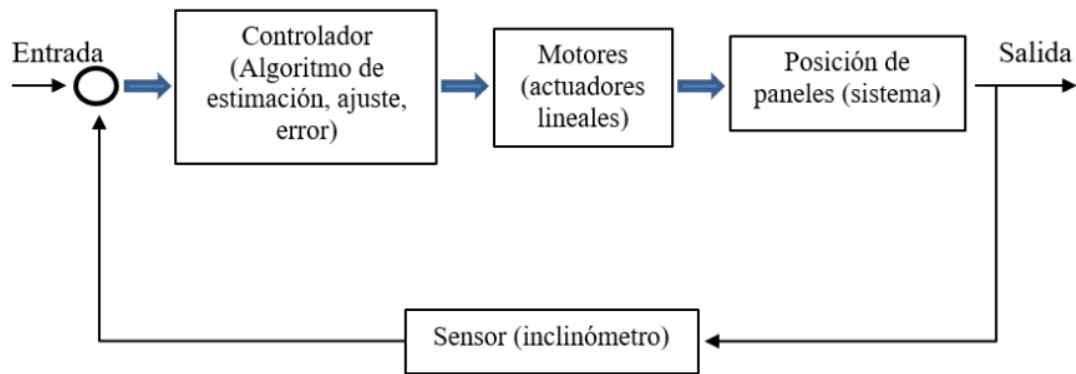 Entrada
Controlador
(Algoritmo de
estimación, ajuste,
error)
Motores
(actuadores
lineales)
Posición de
paneles (sistema)
Salida
Sensor (inclinómetro)